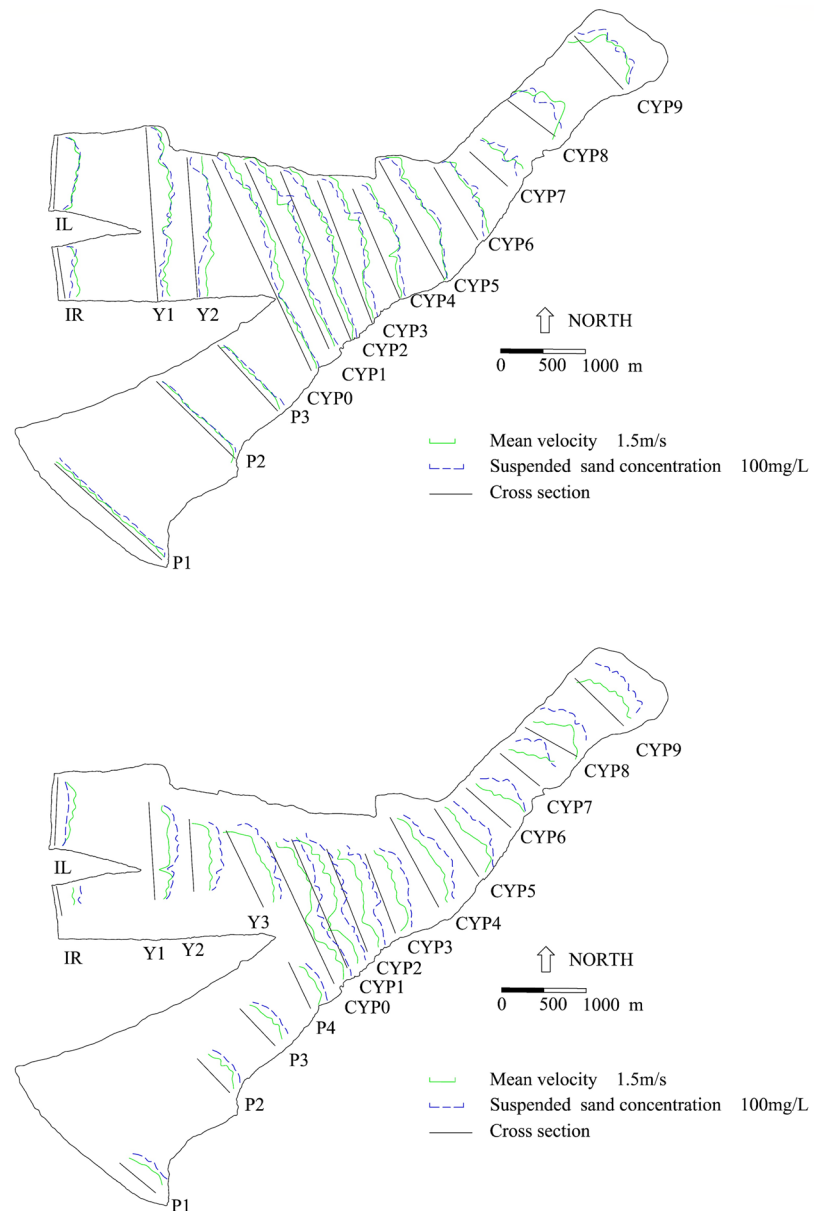 CYP9
CYP8
CYP7
IL
CYP6
CYP5
IR
Y1
Y2
CYP4
CYP3
CYP2
CYP1
CYP0
P3
P2
P1
NORTH
0 500 1000 m
Mean velocity 1.5m/s
Suspended sand concentration 100mg/L
Cross section
CYP9
CYP8
CYP7
CYP6
IL
CYP5
CYP4
Y3
CYP3
IR
Y1
Y2
CYP2
CYP1
CYP0
P4
P3
P2
P1
NORTH
0 500 1000 m
Mean velocity 1.5m/s
Suspended sand concentration 100mg/L
Cross section